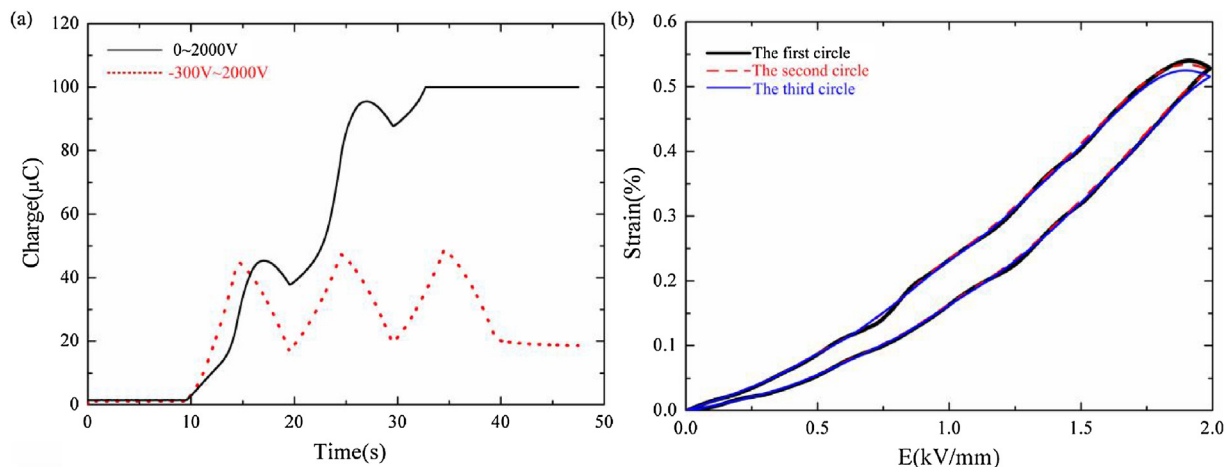 (a)
120
100
80
60
40
20
0
Charge(μC)
0~2000V
-300V~2000V
0
10
20
30
40
50
Time(s)
(b)
0.6
0.5
0.4
0.3
0.2
0.1
0.0
Strain(%)
The first circle
The second circle
The third circle
0.0
0.5
1.0
1.5
2.0
E(kV/mm)